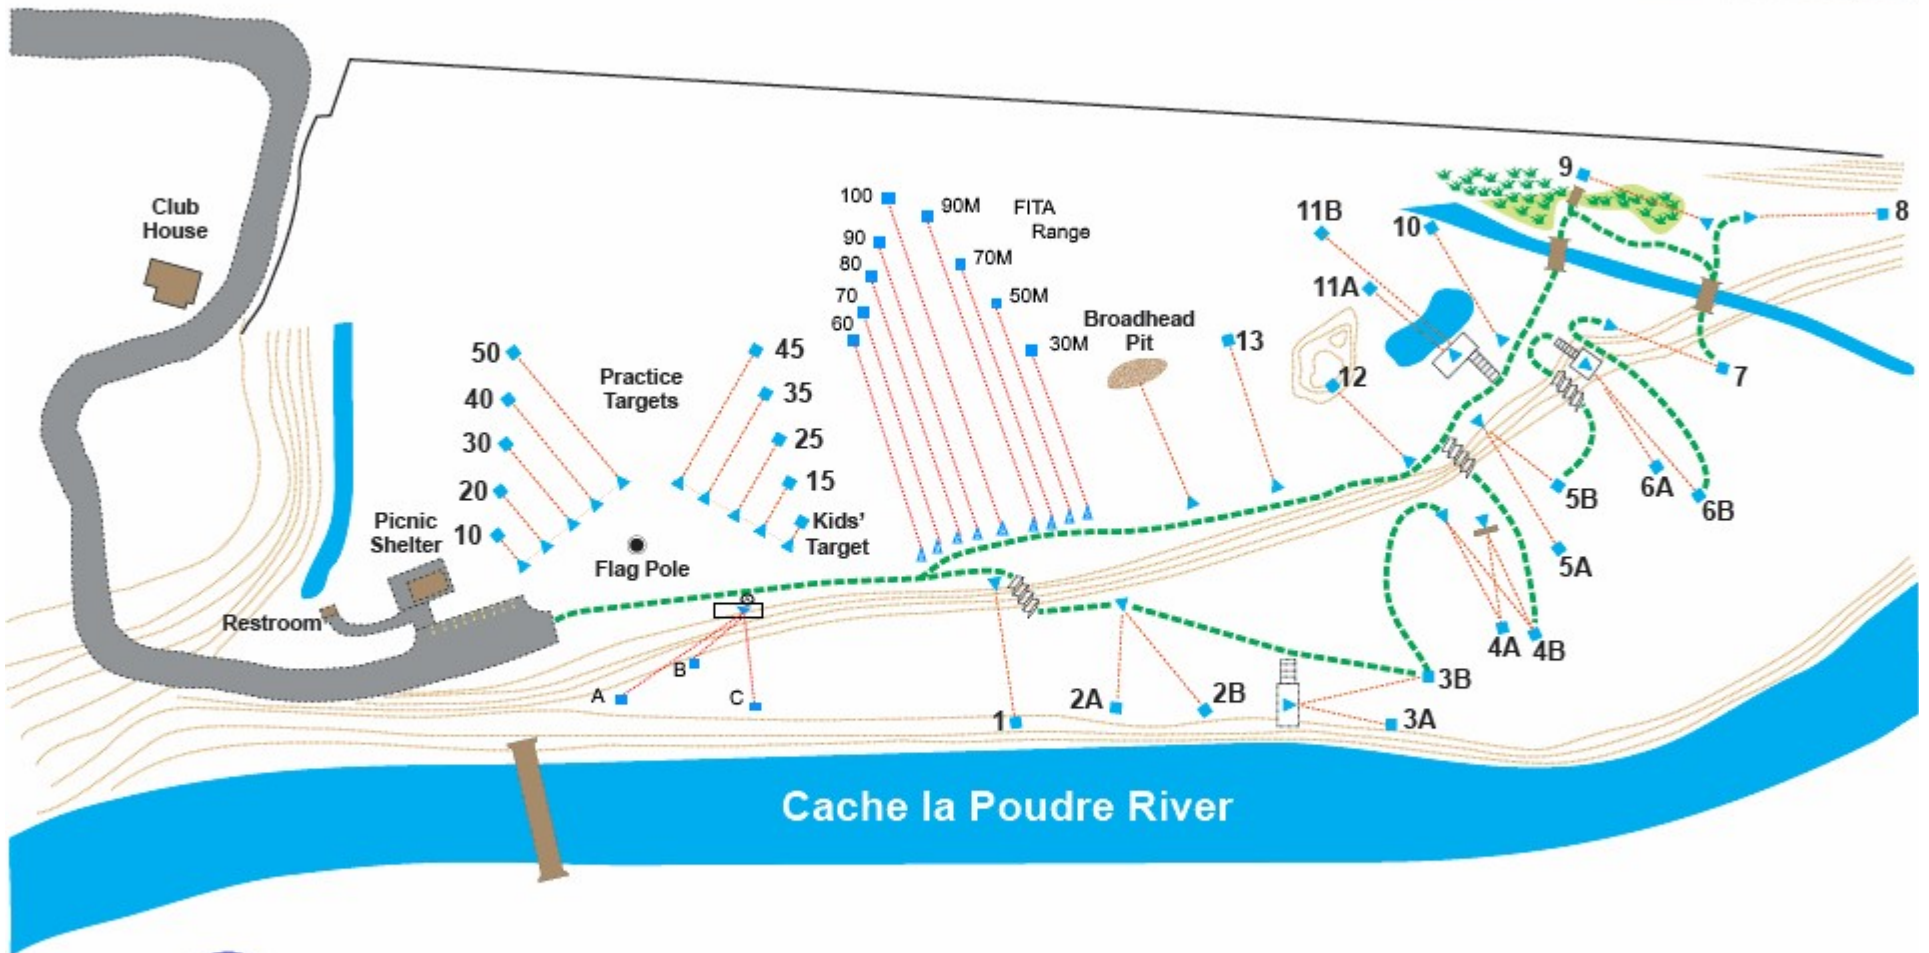 Club
House
Picnic
Shelter
Restroom
50
40
30
20
10
Practice
Targets
45
35
25
15
Kids'
Target
Flag Pole
A
B
C
100
90
80
70
60
90M
FITA
Range
70M
50M
30M
Broadhead
Pit
13
12
11B
11A
10
9
8
7
6A
6B
5B
5A
4A
4B
3B
3A
2A
2B
1
Cache la Poudre River